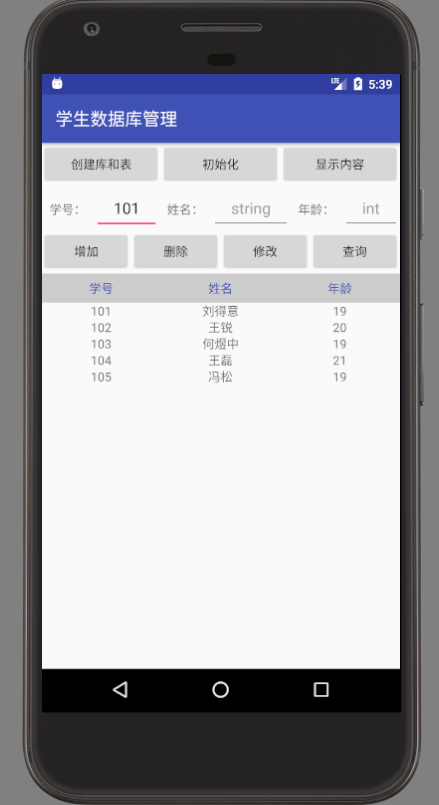 LTE 5:39
学生数据库管理
创建库和表 初始化 显示内容
学号: 101 姓名: string 年龄: int
增加 删除 修改 查询
学号 姓名 年龄
101 刘得意 19
102 王锐 20
103 何煜中 19
104 王磊 21
105 冯松 19